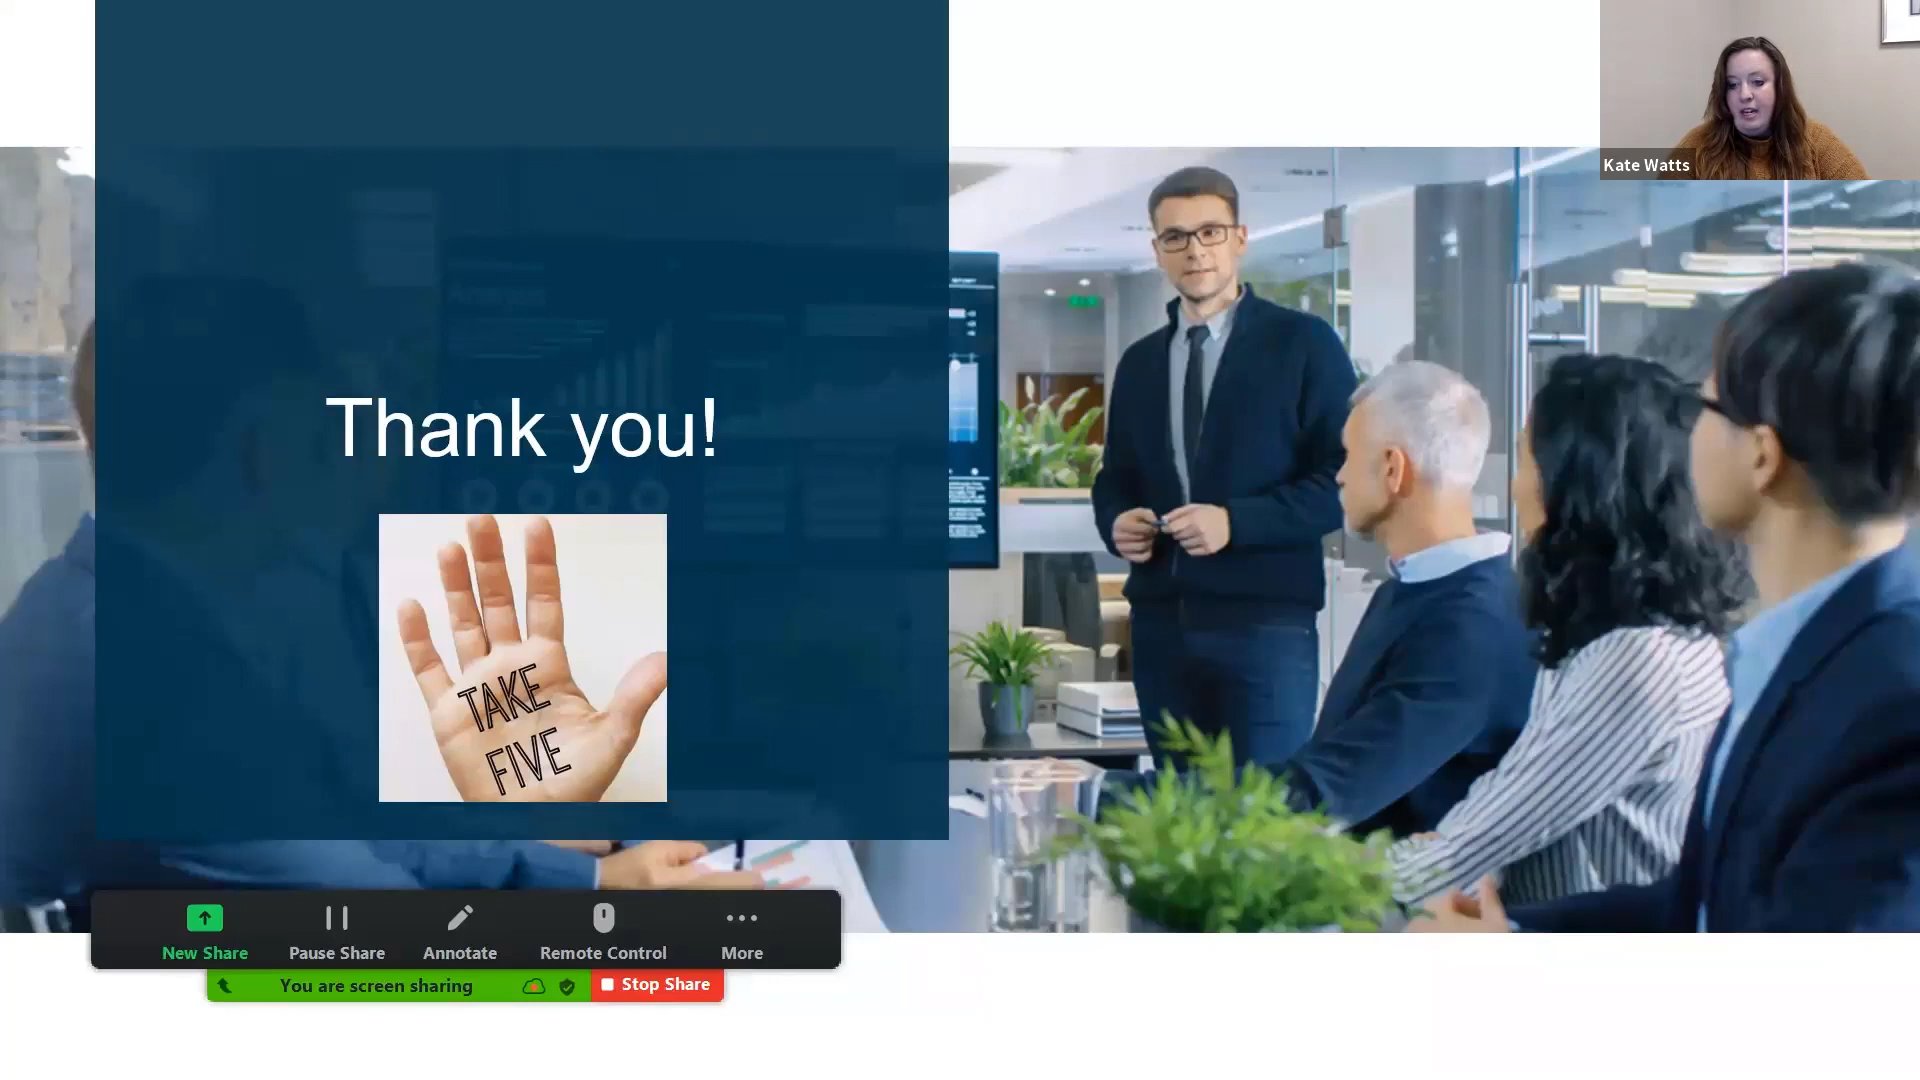 Kate Watts
Thank you!
TAKE
FIVE
New Share
Pause Share
Annotate
Remote Control
More
You are screen sharing
Stop Share